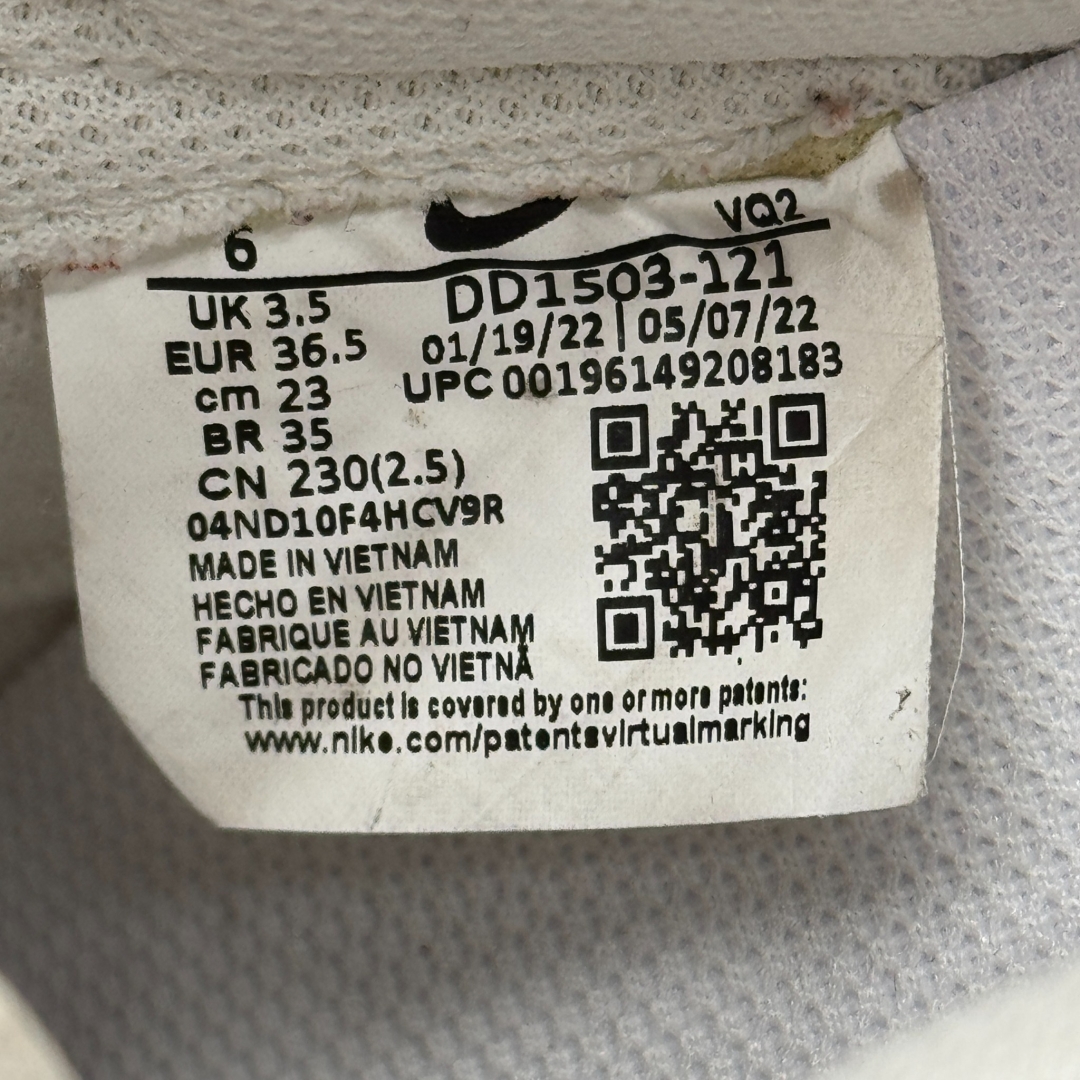 6 VQ2
UK 3.5 DD1503-121
EUR 36.5 01/19/22 | 05/07/22
cm 23 UPC 00196149208183
BR 35
CN 230(2.5)
04ND10F4HCV9R
MADE IN VIETNAM
HECHO EN VIETNAM
FABRIQUE AU VIETNAM
FABRICADO NO VIETNÃ
This product is covered by one or more patents:
www.nike.com/patentsvirtualmarking